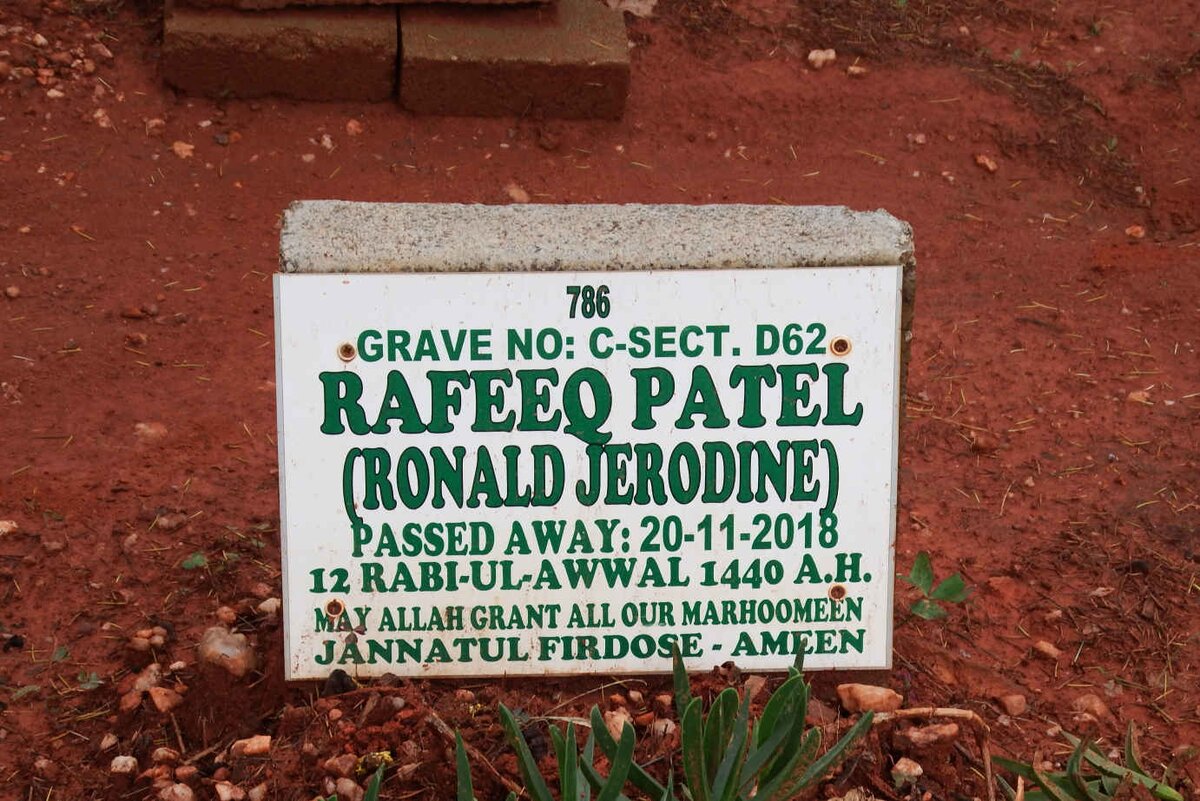 786
GRAVE NO: C-SECT. D62
RAFEEQ PATEL
(RONALD JERODINE)
PASSED AWAY: 20-11-2018
12 RABI-UL-AWWAL 1440 A.H.
MAY ALLAH GRANT ALL OUR MARHOOMEEN
JANNATUL FIRDOSE - AMEEN